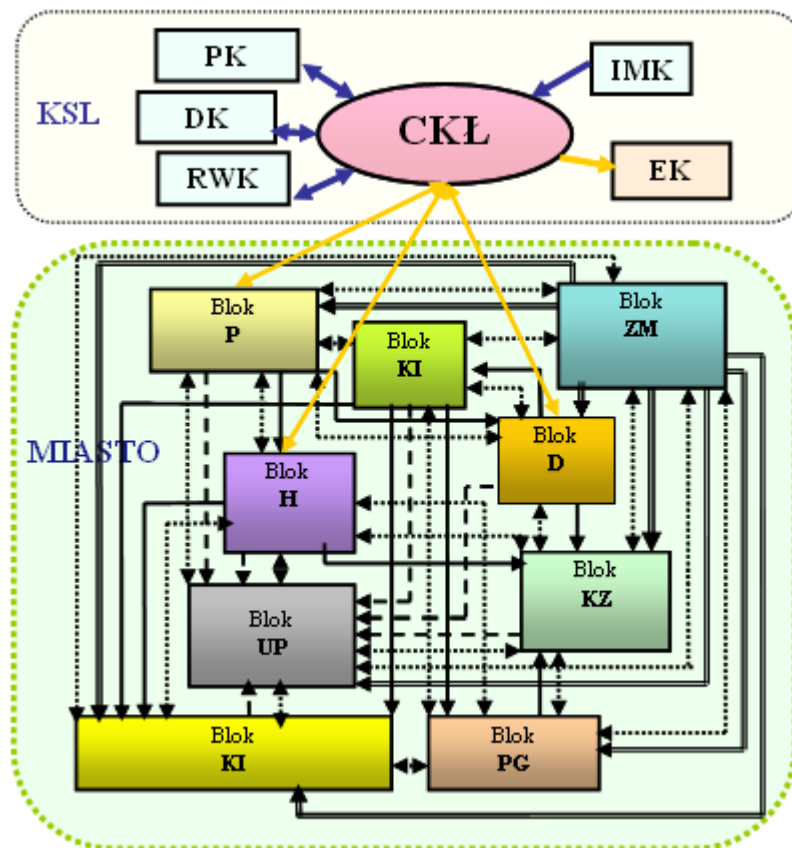 PK
IMK
KSL
DK
CKŁ
RWK
EK
Blok
P
Blok
ZM
Blok
KI
MIASTO
Blok
D
Blok
H
Blok
KZ
Blok
UP
Blok
KI
Blok
PG